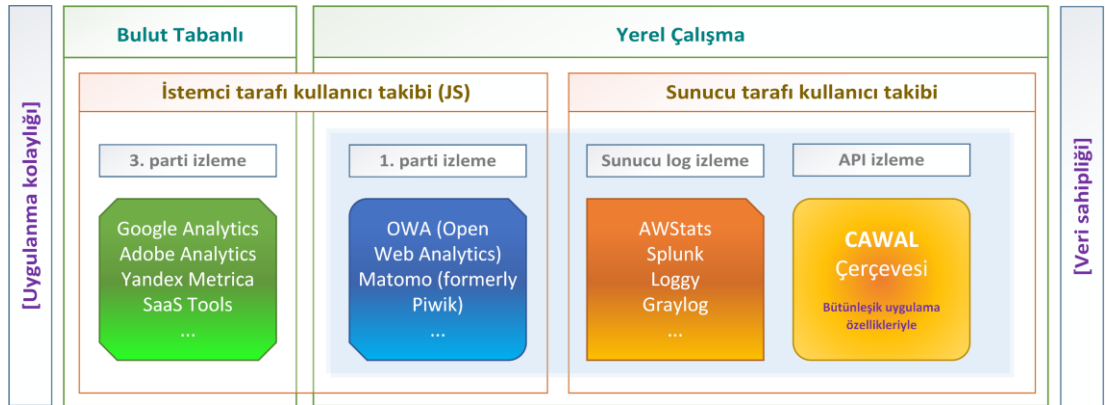 Bulut Tabanlı
Yerel Çalışma
[Uygulanma kolaylığı]
İstemci tarafı kullanıcı takibi (JS)
Sunucu tarafı kullanıcı takibi
[Veri sahipliği]
3. parti izleme
1. parti izleme
Sunucu log izleme
API izleme
Google Analytics
Adobe Analytics
Yandex Metrica
SaaS Tools
...
OWA (Open
Web Analytics)
Matomo (formerly
Piwik)
...
AWStats
Splunk
Loggy
Graylog
...
CAWAL
Çerçevesi
Bütünleşik uygulama
özellikleriyle